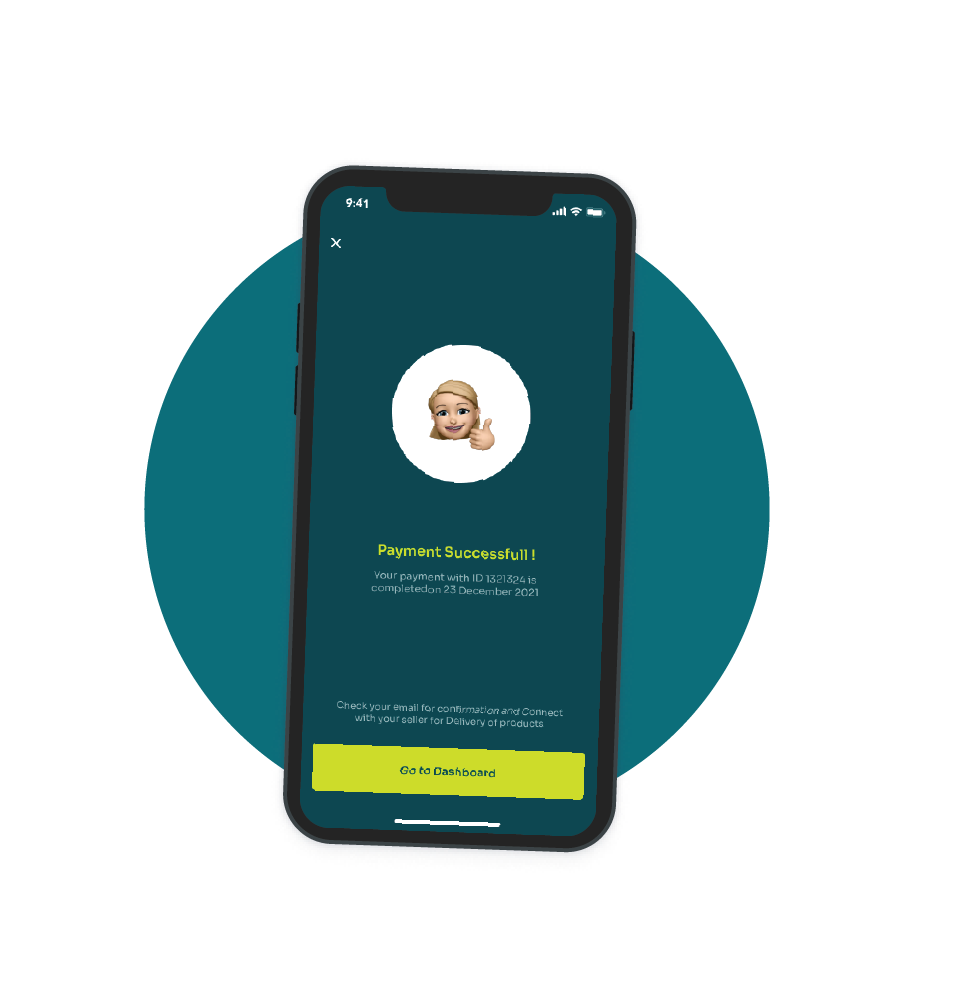 9:41
Payment Successfull !
Your payment with ID 1321324 is
completedon 23 December 2021
Check your email for confirmation and Connect
with your seller for Delivery of products
Go to Dashboard